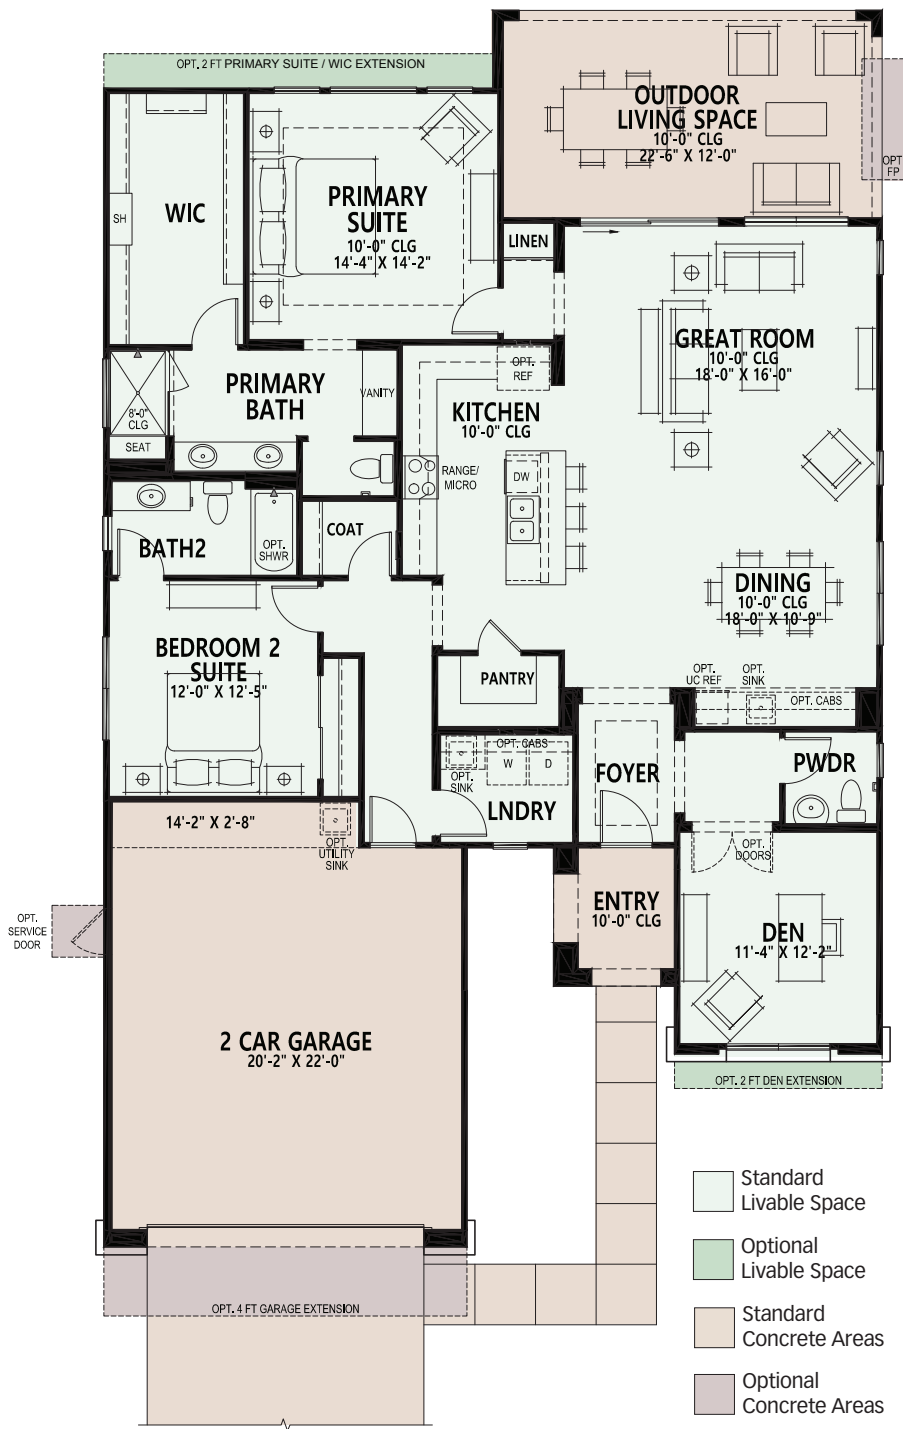 OPT. 2 FT PRIMARY SUITE / WIC EXTENSION
OUTDOOR
LIVING SPACE
10'-0" CLG
22'-6" X 12'-0"
OPT
FP
WIC
SH
PRIMARY
SUITE
10'-0" CLG
14'-4" X 14'-2"
LINEN
GREAT ROOM
10'-0" CLG
18'-0" X 16'-0"
OPT.
REF
PRIMARY
BATH
VANITY
8'-0"
CLG
SEAT
KITCHEN
10'-0" CLG
RANGE/
MICRO
DW
BATH2
OPT.
SHWR
COAT
DINING
10'-0" CLG
18'-0" X 10'-9"
BEDROOM 2
SUITE
12'-0" X 12'-5"
PANTRY
OPT.
UC REF
OPT.
SINK
OPT. CABS
OPT. CABS
W
D
OPT.
SINK
LNDRY
FOYER
PWDR
14'-2" X 2'-8"
OPT.
UTILITY
SINK
OPT.
DOORS
ENTRY
10'-0" CLG
OPT.
SERVICE
DOOR
DEN
11'-4" X 12'-2"
2 CAR GARAGE
20'-2" X 22'-0"
OPT. 2 FT DEN EXTENSION
OPT. 4 FT GARAGE EXTENSION
Standard
Livable Space
Optional
Livable Space
Standard
Concrete Areas
Optional
Concrete Areas